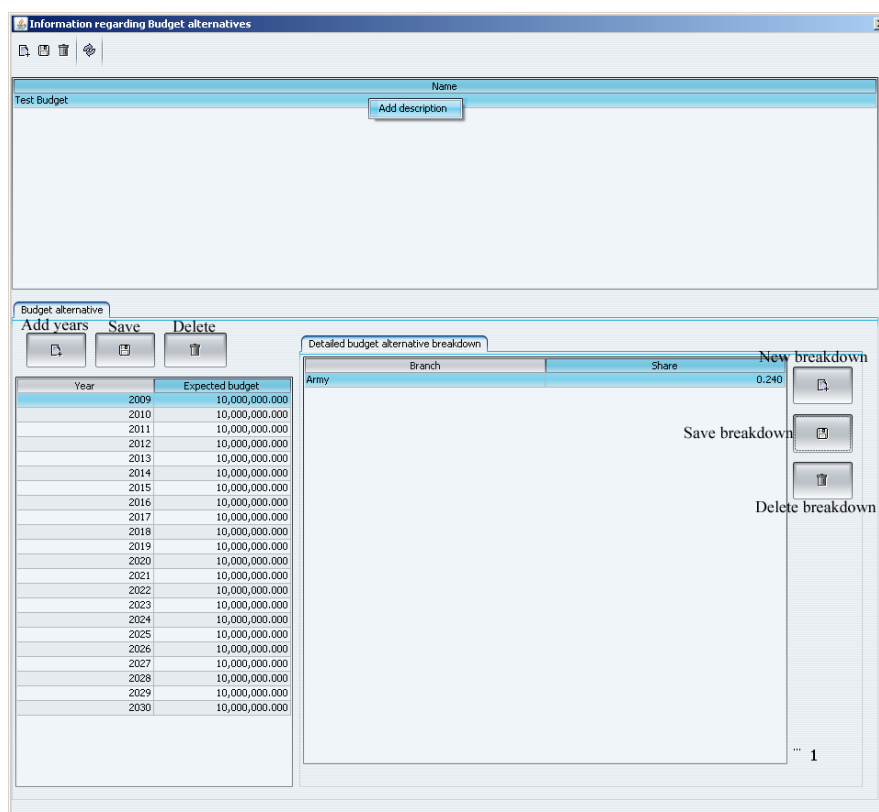 Information regarding Budget alternatives
Name
Test Budget
Add description
Budget alternative
Add years Save Delete
Detailed budget alternative breakdown
New breakdown
Branch Share
Army 0.240
Save breakdown
Delete breakdown
Year Expected budget
2009 10,000,000.000
2010 10,000,000.000
2011 10,000,000.000
2012 10,000,000.000
2013 10,000,000.000
2014 10,000,000.000
2015 10,000,000.000
2016 10,000,000.000
2017 10,000,000.000
2018 10,000,000.000
2019 10,000,000.000
2020 10,000,000.000
2021 10,000,000.000
2022 10,000,000.000
2023 10,000,000.000
2024 10,000,000.000
2025 10,000,000.000
2026 10,000,000.000
2027 10,000,000.000
2028 10,000,000.000
2029 10,000,000.000
2030 10,000,000.000
... 1